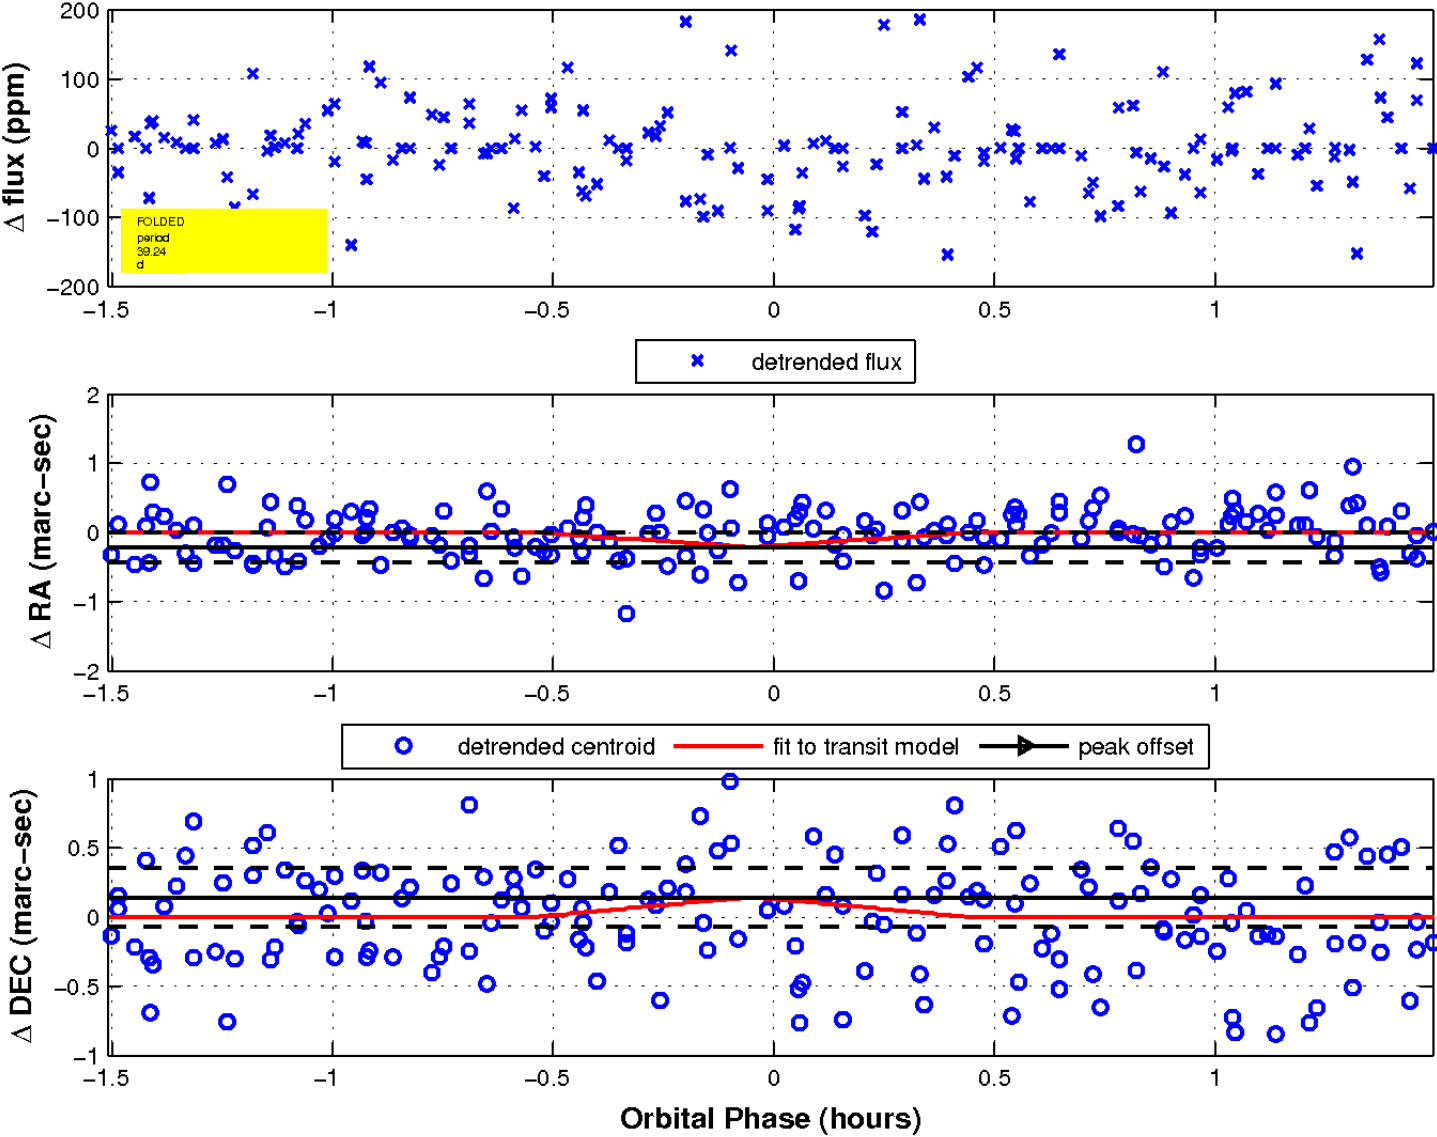 200
100
0
−100
−200
Δ flux (ppm)
FOLDED
period
39.24
d
−1.5 −1 −0.5 0 0.5 1
detrended flux
2
1
0
−1
−2
Δ RA (marc−sec)
−1.5 −1 −0.5 0 0.5 1
detrended centroid fit to transit model peak offset
1
0.5
0
−0.5
−1
Δ DEC (marc−sec)
−1.5 −1 −0.5 0 0.5 1
Orbital Phase (hours)